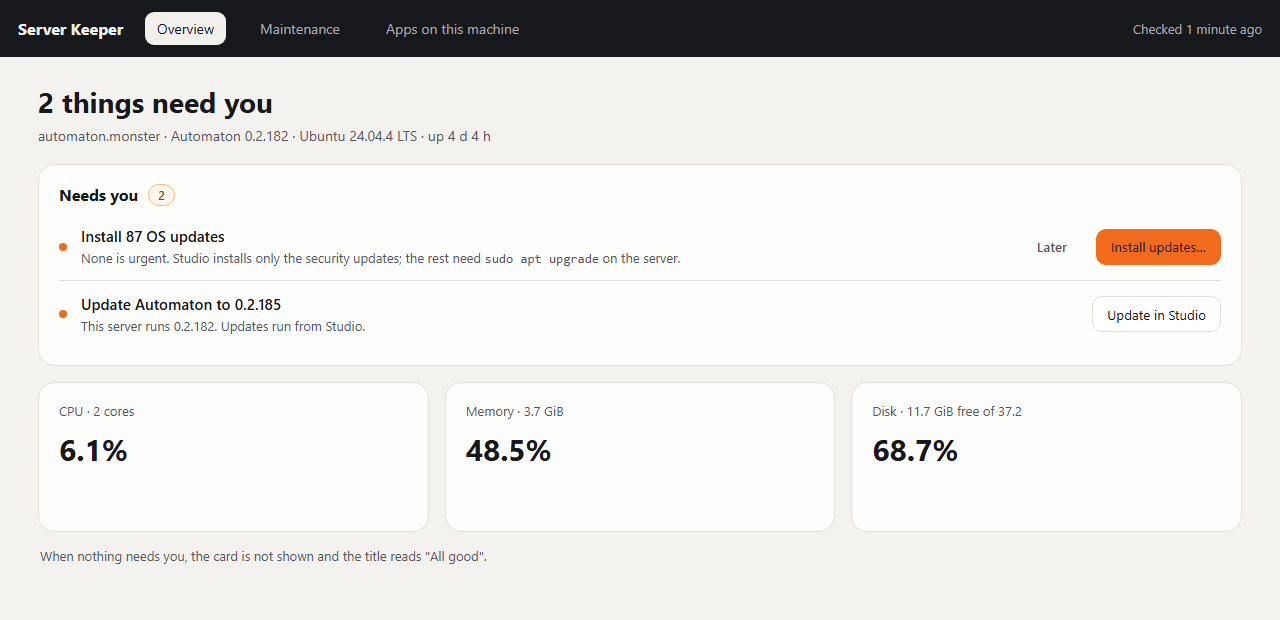 Server Keeper
Overview
Maintenance
Apps on this machine
Checked 1 minute ago
2 things need you
automaton.monster · Automaton 0.2.182 · Ubuntu 24.04.4 LTS · up 4 d 4 h
Needs you 2
Install 87 OS updates
None is urgent. Studio installs only the security updates; the rest need sudo apt upgrade on the server.
Later
Install updates...
Update Automaton to 0.2.185
This server runs 0.2.182. Updates run from Studio.
Update in Studio
CPU · 2 cores
6.1%
Memory · 3.7 GiB
48.5%
Disk · 11.7 GiB free of 37.2
68.7%
When nothing needs you, the card is not shown and the title reads "All good".